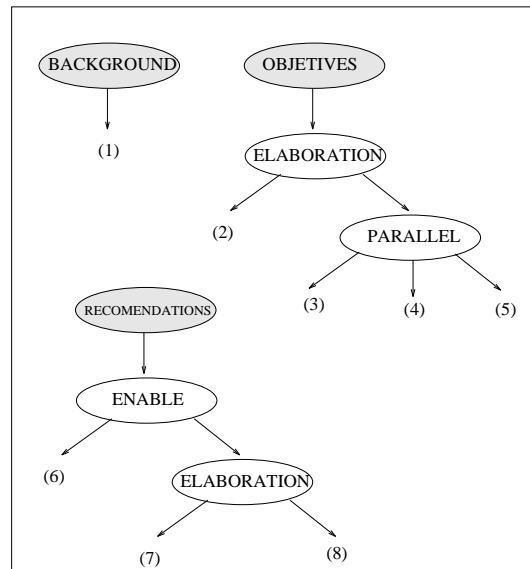 BACKGROUND
OBJETIVES
(1)
ELABORATION
(2)
PARALLEL
(3)
(4)
(5)
RECOMENDATIONS
ENABLE
(6)
ELABORATION
(7)
(8)